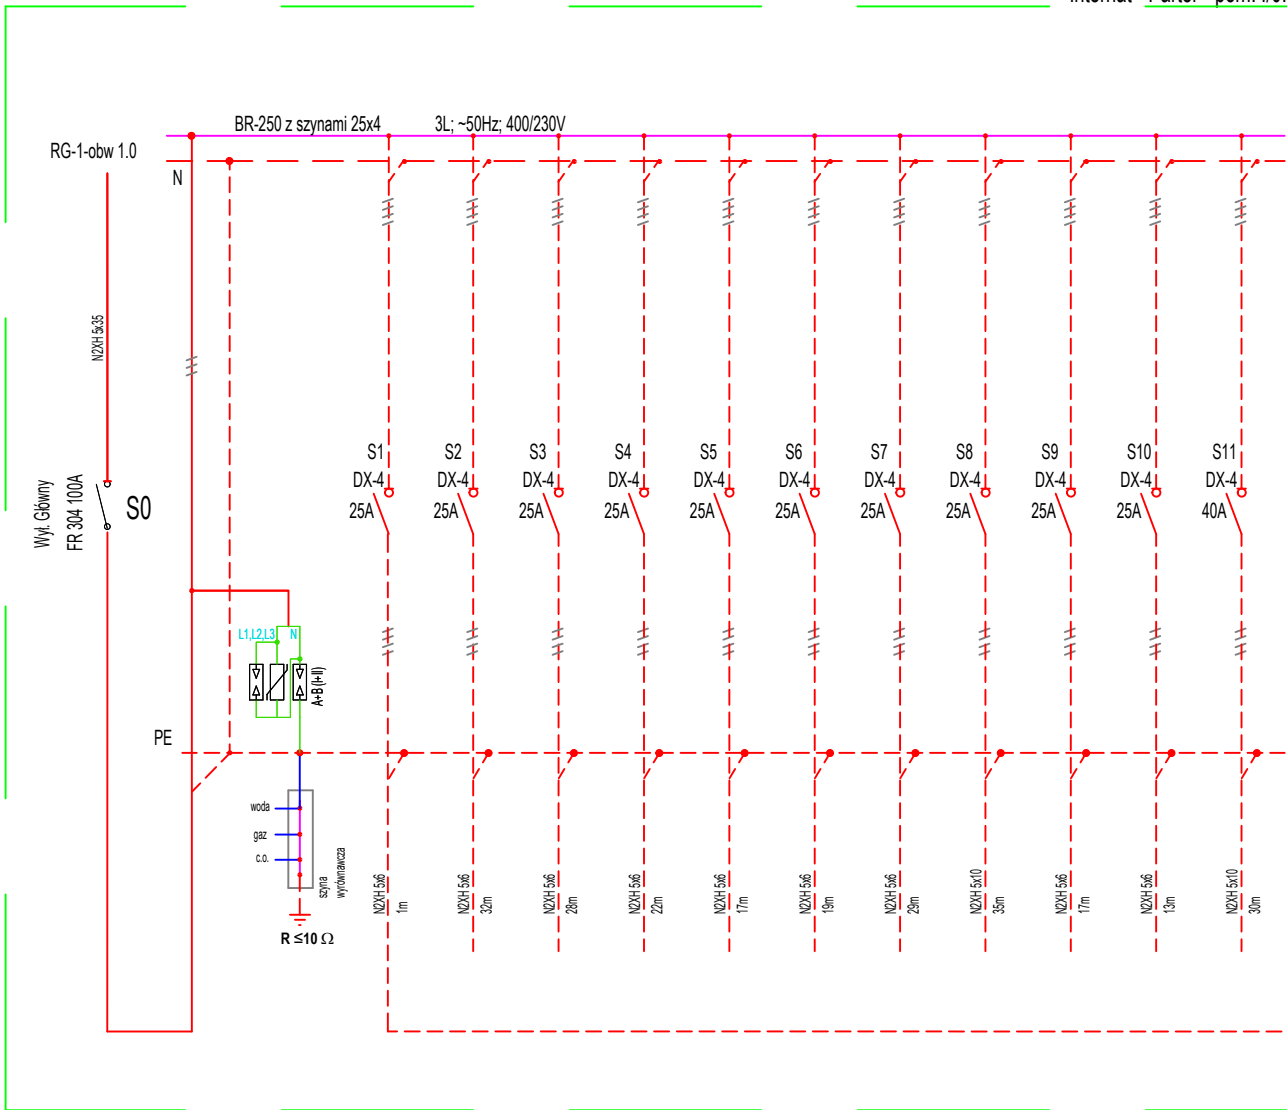 BR-250 z szynami 25x4
3L; ~50Hz; 400/230V
RG-1-obw 1.0
N
N2XH 5x35
Wył. Główny
FR 304 100A
S0
S1
DX-4
25A
S2
DX-4
25A
S3
DX-4
25A
S4
DX-4
25A
S5
DX-4
25A
S6
DX-4
25A
S7
DX-4
25A
S8
DX-4
25A
S9
DX-4
25A
S10
DX-4
25A
S11
DX-4
40A
L1,L2,L3
N
A+B (I+II)
PE
woda
gaz
c.o.
szyna
wyrównawcza
R ≤10 Ω
N2XH 5x6
1m
N2XH 5x6
32m
N2XH 5x6
28m
N2XH 5x6
22m
N2XH 5x6
17m
N2XH 5x6
19m
N2XH 5x6
29m
N2XH 5x10
35m
N2XH 5x6
17m
N2XH 5x6
13m
N2XH 5x10
30m